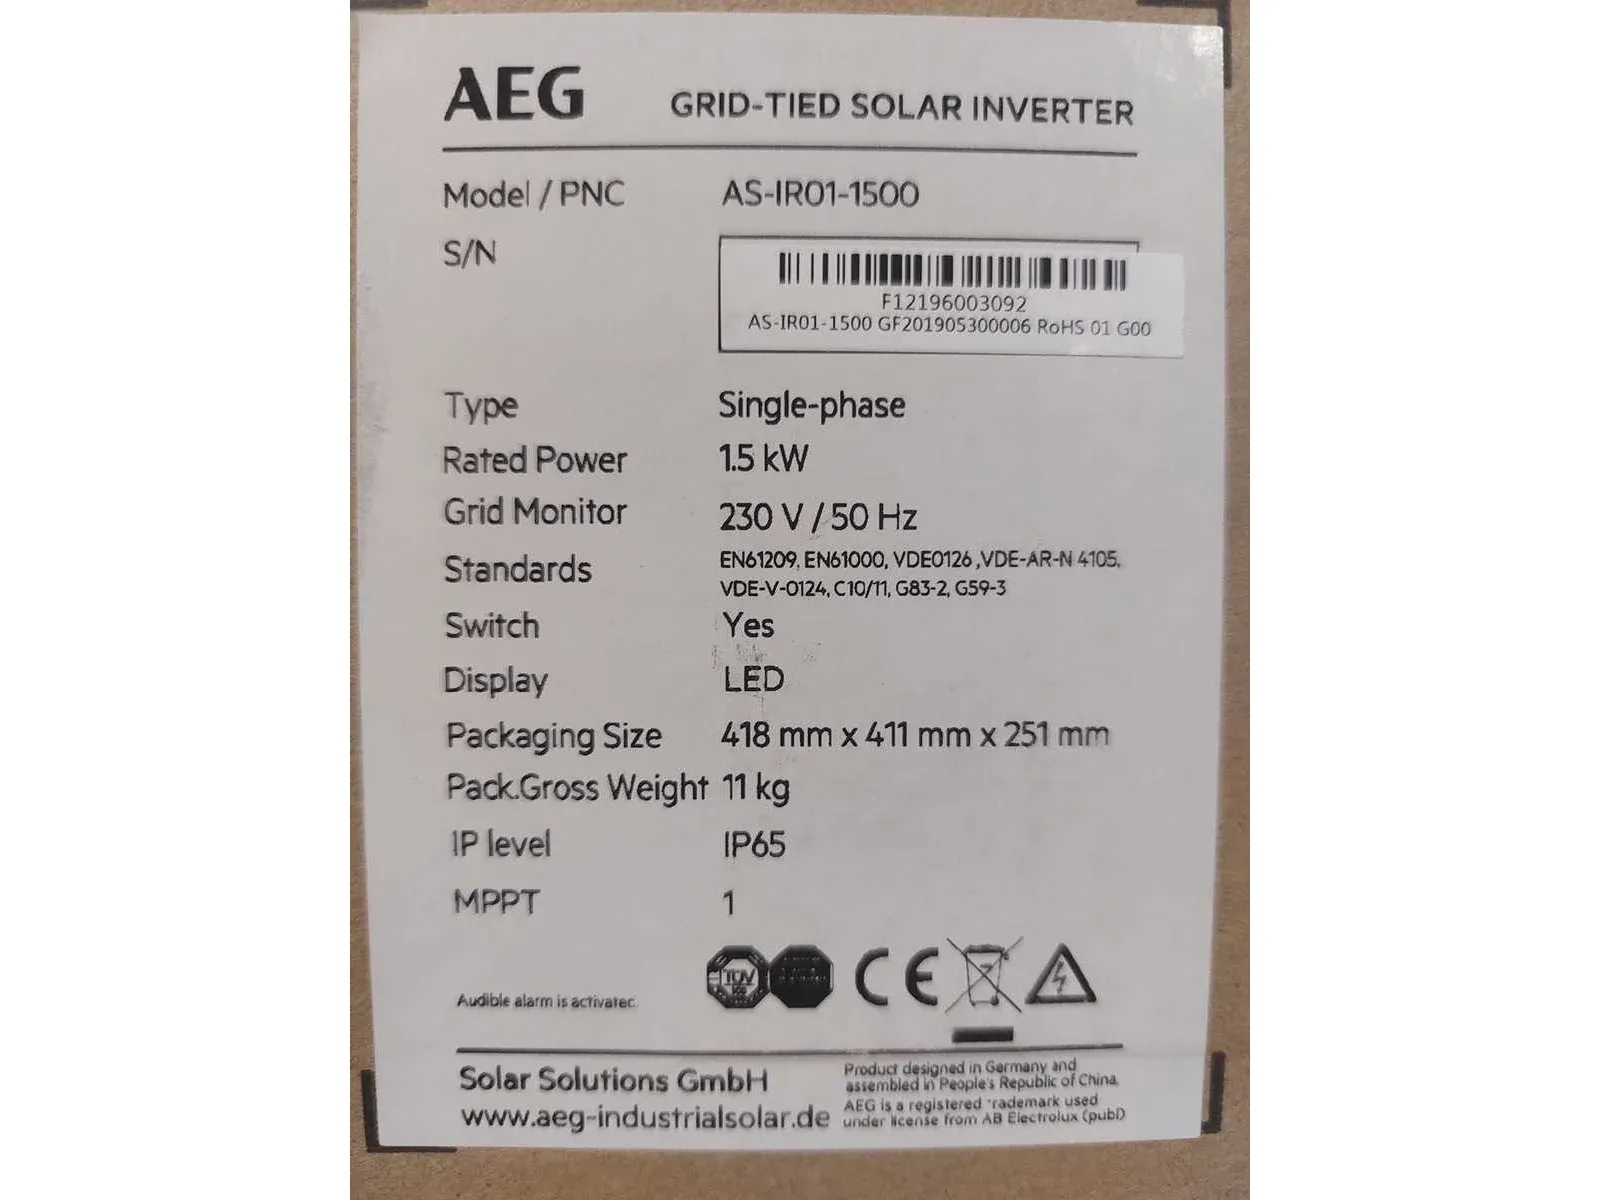 AEG GRID-TIED SOLAR INVERTER
Model / PNC AS-IR01-1500
S/N
F12196003092
AS-IR01-1500 GF201905300006 RoHS 01 G00
Type Single-phase
Rated Power 1.5 kW
Grid Monitor 230 V / 50 Hz
Standards EN61209, EN61000, VDE0126 ,VDE-AR-N 4105,
VDE-V-0124, C10/11, G83-2, G59-3
Switch Yes
Display LED
Packaging Size 418 mm x 411 mm x 251 mm
Pack.Gross Weight 11 kg
IP level IP65
MPPT 1
TÜV
CE
Audible alarm is activated.
Solar Solutions GmbH
www.aeg-industrialsolar.de
Product designed in Germany and
assembled in People's Republic of China.
AEG is a registered trademark used
under license from AB Electrolux (publ)